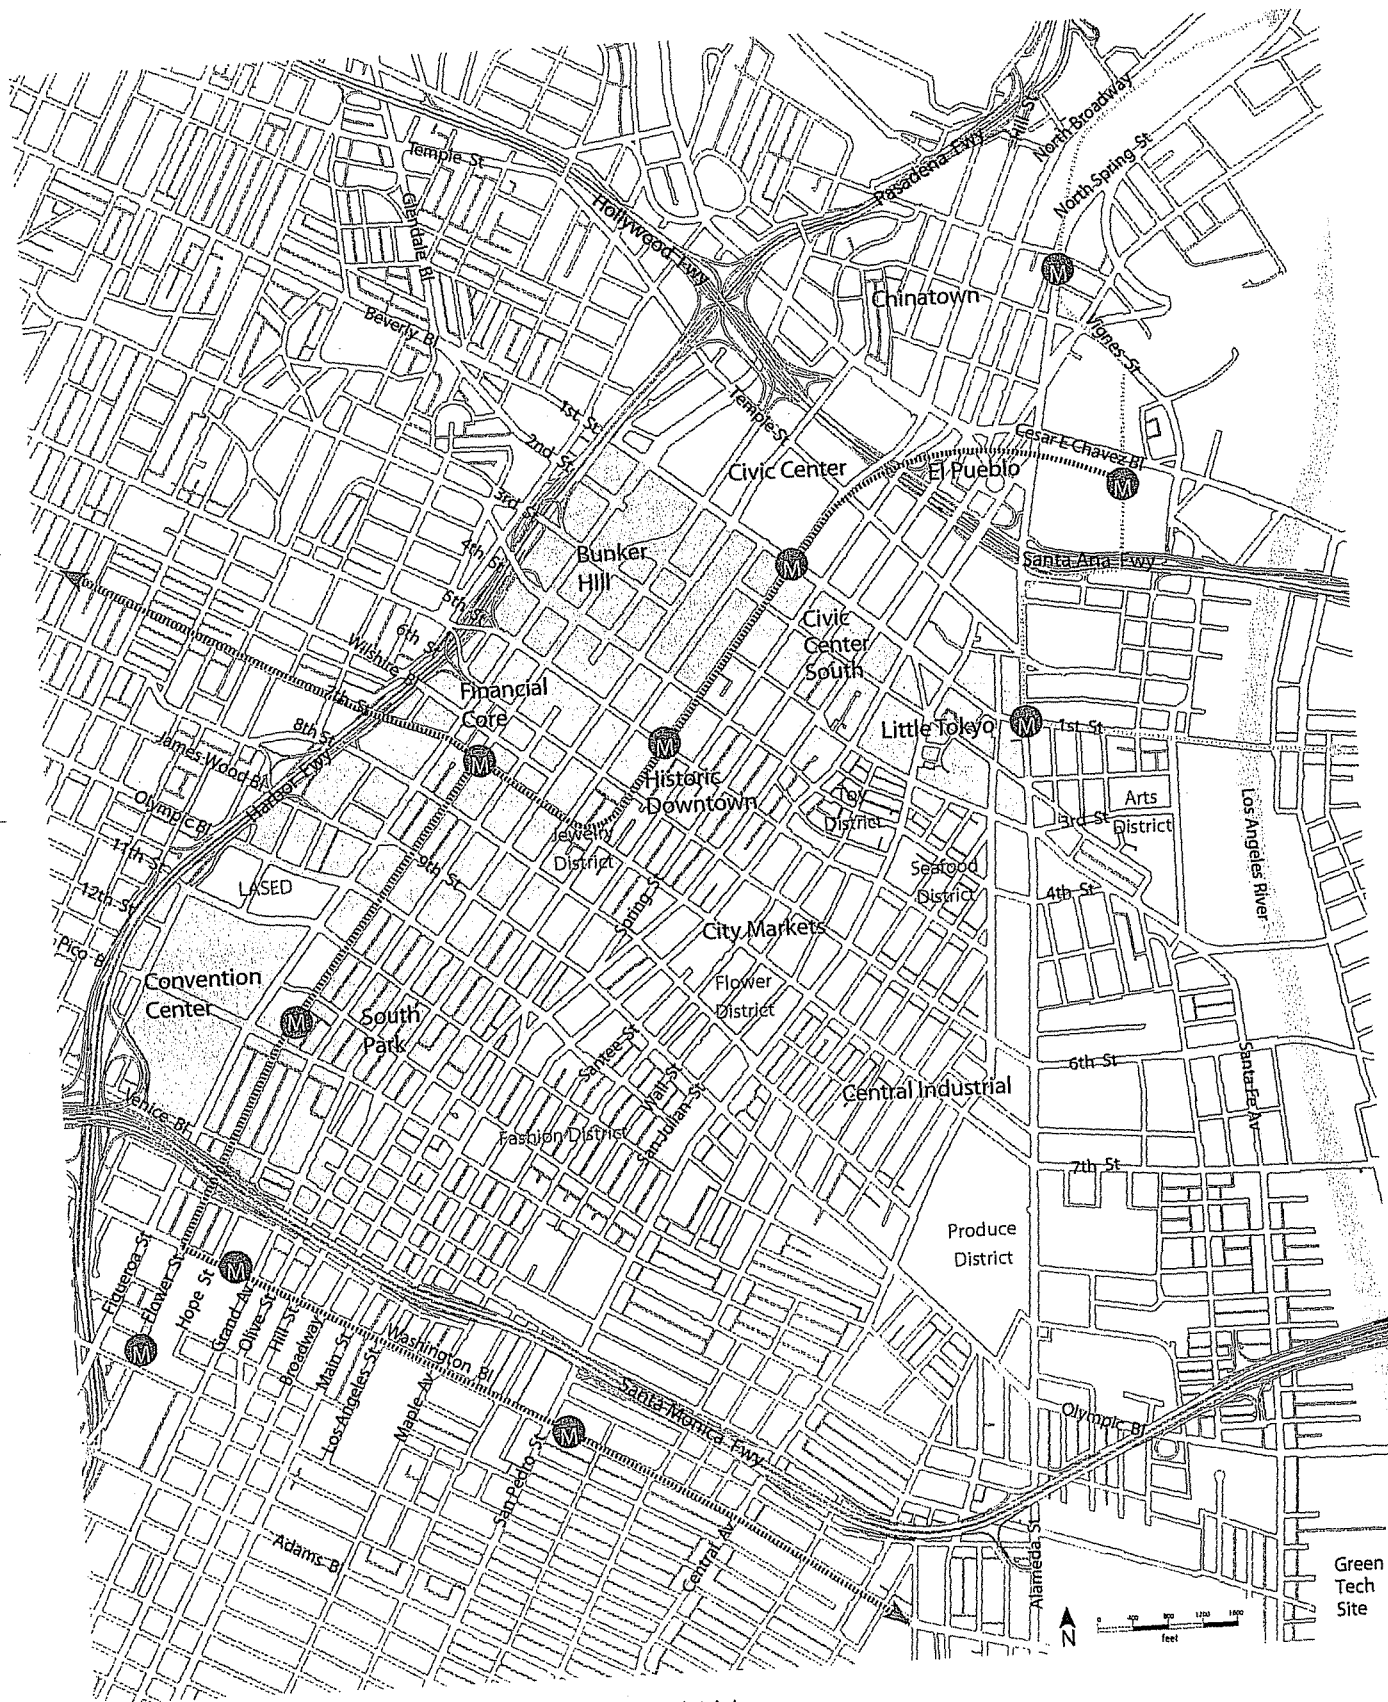 Hill St
North Broadway
Pasadena Fwy
Temple St
North Spring St
Glendale Bl
Hollywood Fwy
M
Chinatown
Beverly Bl
Vignes St
1st St
Temple St
2nd St
Cesar E Chavez Bl
Civic Center
El Pueblo
M
3rd St
4th St
Bunker
HIll
Santa Ana Fwy
M
5th St
Civic
Center
South
6th St
Wilshire Bl
Financial
Core
7th St
Little Tokyo
M
1st St
8th St
James Wood Bl
M
M
Historic
Downtown
Harbor Fwy
Olympic Bl
Toy
District
Arts
District
3rd St
Los Angeles River
Jewelry
District
11th St
9th St
LASED
Seafood
District
4th St
12th St
Spring St
City Markets
Pico B
Convention
Center
Flower
District
M
South
Park
Santee St
6th St
Santa Fe Av
Wall St
Central Industrial
San Julian St
Venice Bl
Fashion District
7th St
Produce
District
Figueroa St
Flower St
M
Hope St
Grand Av
Olive St
Hill St
Broadway
Main St
Los Angeles St
Maple Av
Washington Bl
M
Santa Monica Fwy
Olympic Bl
M
San Pedro St
Central Av
Adams Bl
Alameda St
Green
Tech
Site
N
0 400 800 1200 1600
feet